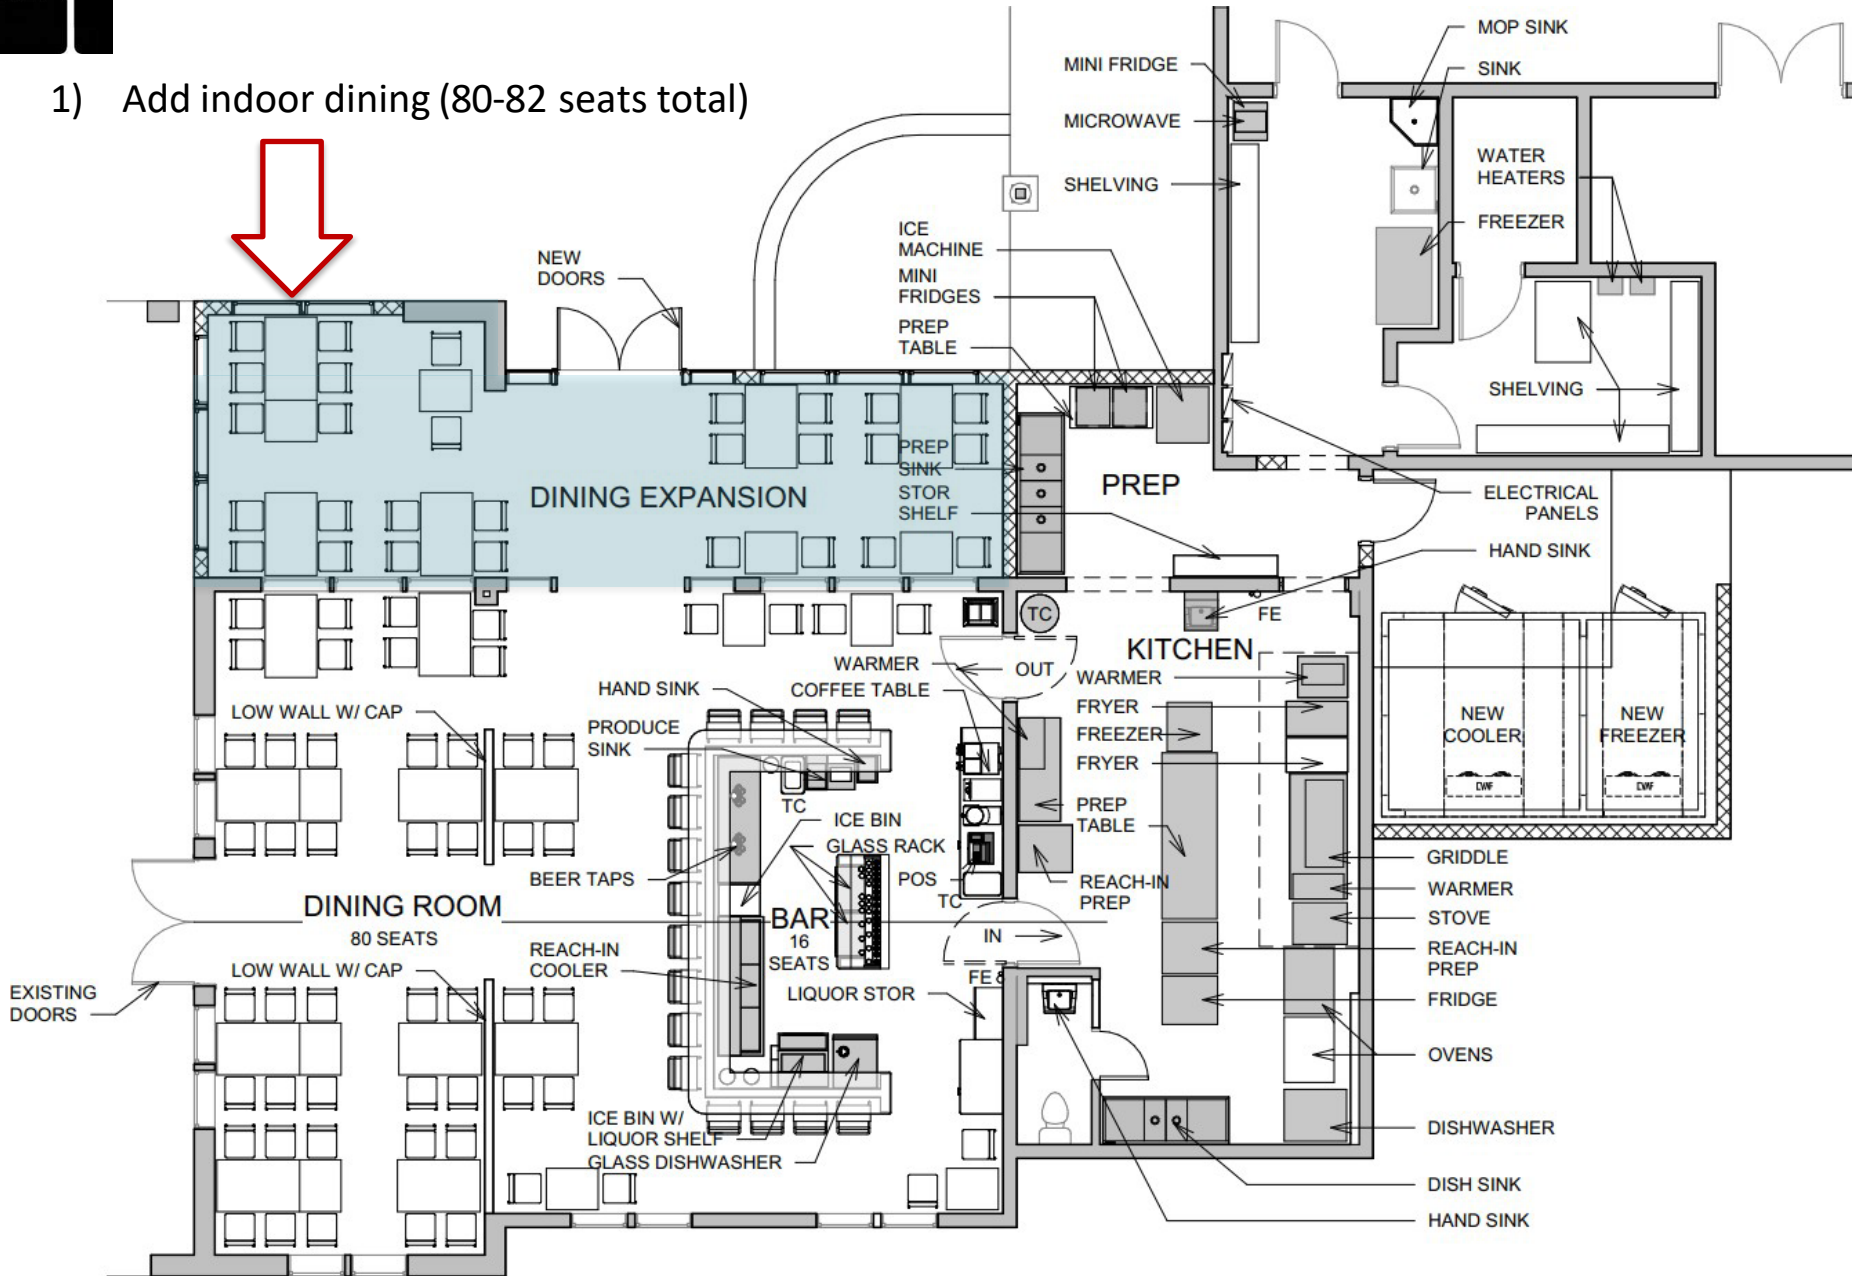 1) Add indoor dining (80-82 seats total)
MOP SINK
MINI FRIDGE
SINK
MICROWAVE
WATER
HEATERS
SHELVING
FREEZER
ICE
MACHINE
NEW
DOORS
MINI
FRIDGES
PREP
TABLE
SHELVING
PREP
SINK
STOR
SHELF
DINING EXPANSION
PREP
ELECTRICAL
PANELS
HAND SINK
TC
FE
KITCHEN
OUT
WARMER
COFFEE TABLE
WARMER
HAND SINK
LOW WALL W/ CAP
PRODUCE
SINK
FRYER
FREEZER
FRYER
NEW
COOLER
NEW
FREEZER
CWF
CWF
TC
ICE BIN
GLASS RACK
PREP
TABLE
BEER TAPS
POS
TC
REACH-IN
PREP
GRIDDLE
WARMER
STOVE
DINING ROOM
80 SEATS
BAR
16
SEATS
IN
REACH-IN
COOLER
REACH-IN
PREP
LOW WALL W/ CAP
FE
LIQUOR STOR
FRIDGE
EXISTING
DOORS
OVENS
ICE BIN W/
LIQUOR SHELF
GLASS DISHWASHER
DISHWASHER
DISH SINK
HAND SINK